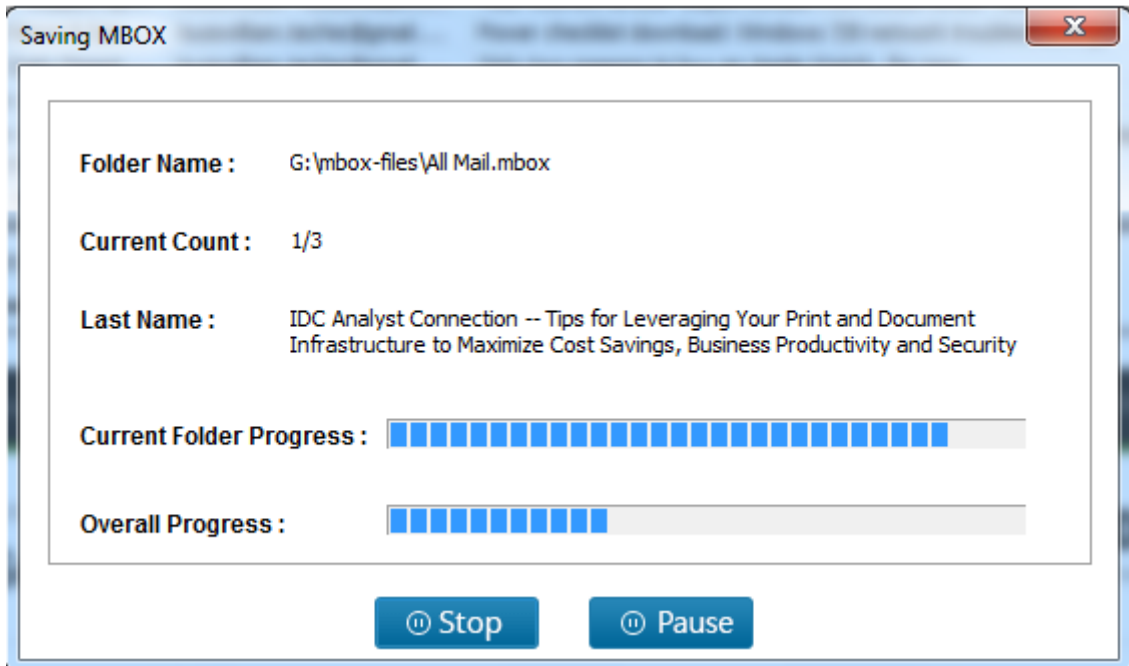 Saving MBOX
Folder Name : G:\mbox-files\All Mail.mbox
Current Count : 1/3
Last Name : IDC Analyst Connection -- Tips for Leveraging Your Print and Document
Infrastructure to Maximize Cost Savings, Business Productivity and Security
Current Folder Progress :
Overall Progress :
Stop Pause